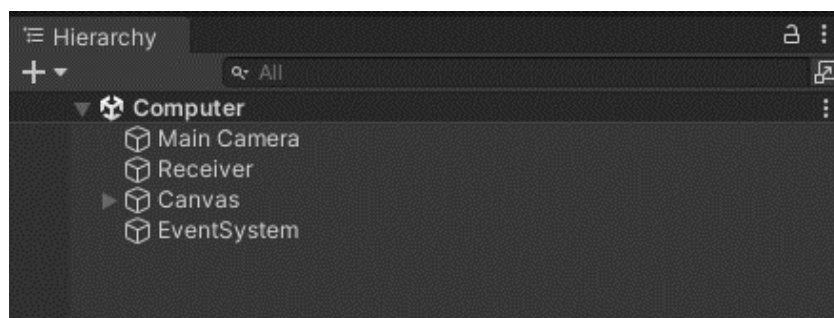 Hierarchy
All
Computer
Main Camera
Receiver
Canvas
EventSystem